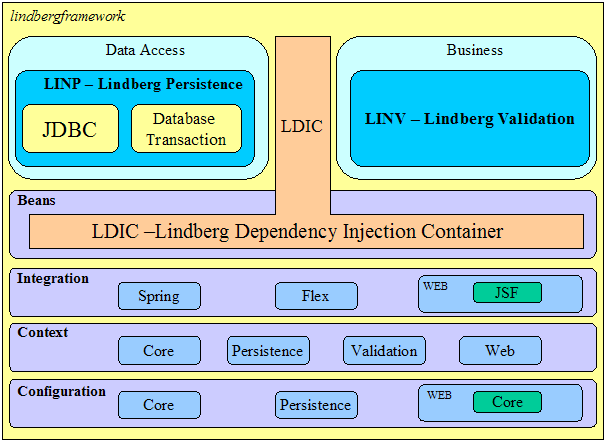 lindbergframework
Data Access
Business
LINP – Lindberg Persistence
JDBC
Database
Transaction
LDIC
LINV – Lindberg Validation
Beans
LDIC –Lindberg Dependency Injection Container
Integration
Spring
Flex
WEB
JSF
Context
Core
Persistence
Validation
Web
Configuration
Core
Persistence
WEB
Core